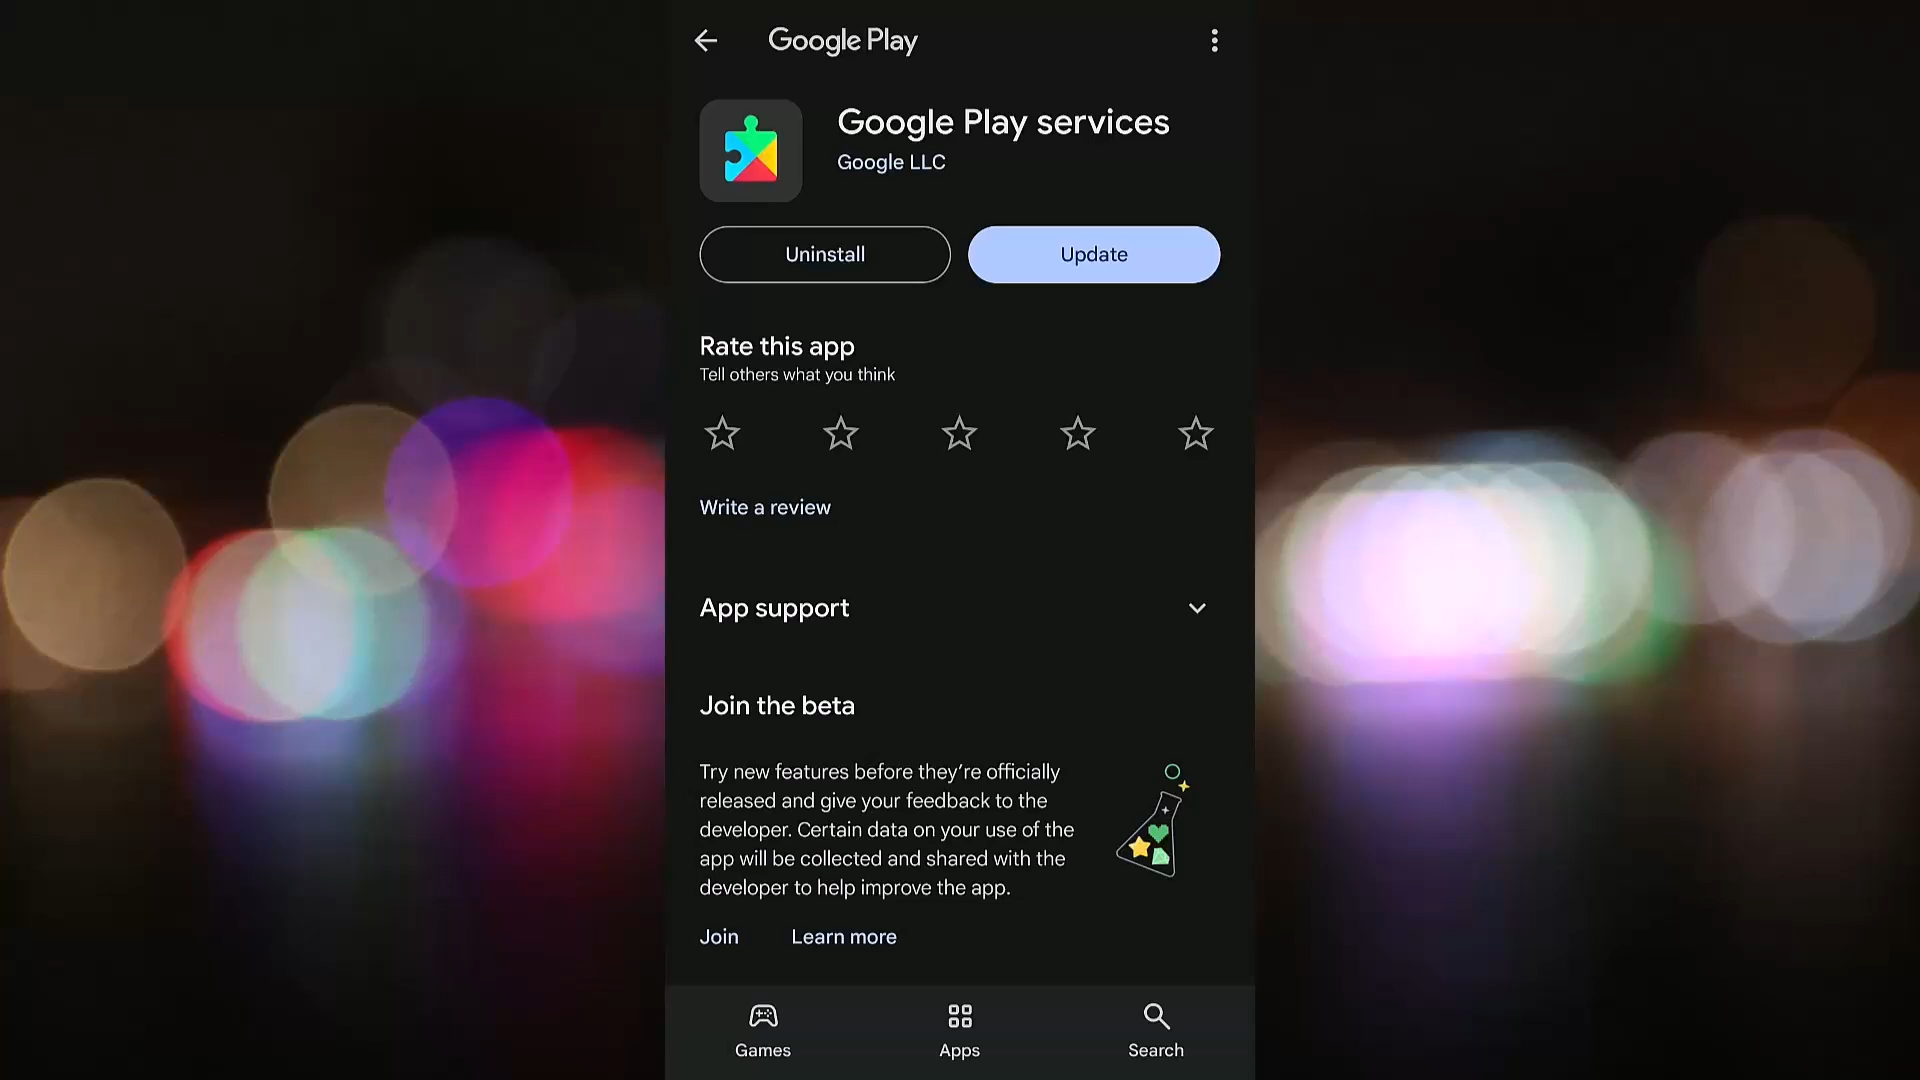 Google Play
Google Play services
Google LLC
Uninstall
Update
Rate this app
Tell others what you think
Write a review
App support
Join the beta
Try new features before they're officially
released and give your feedback to the
developer. Certain data on your use of the
app will be collected and shared with the
developer to help improve the app.
Join
Learn more
Games
Apps
Search